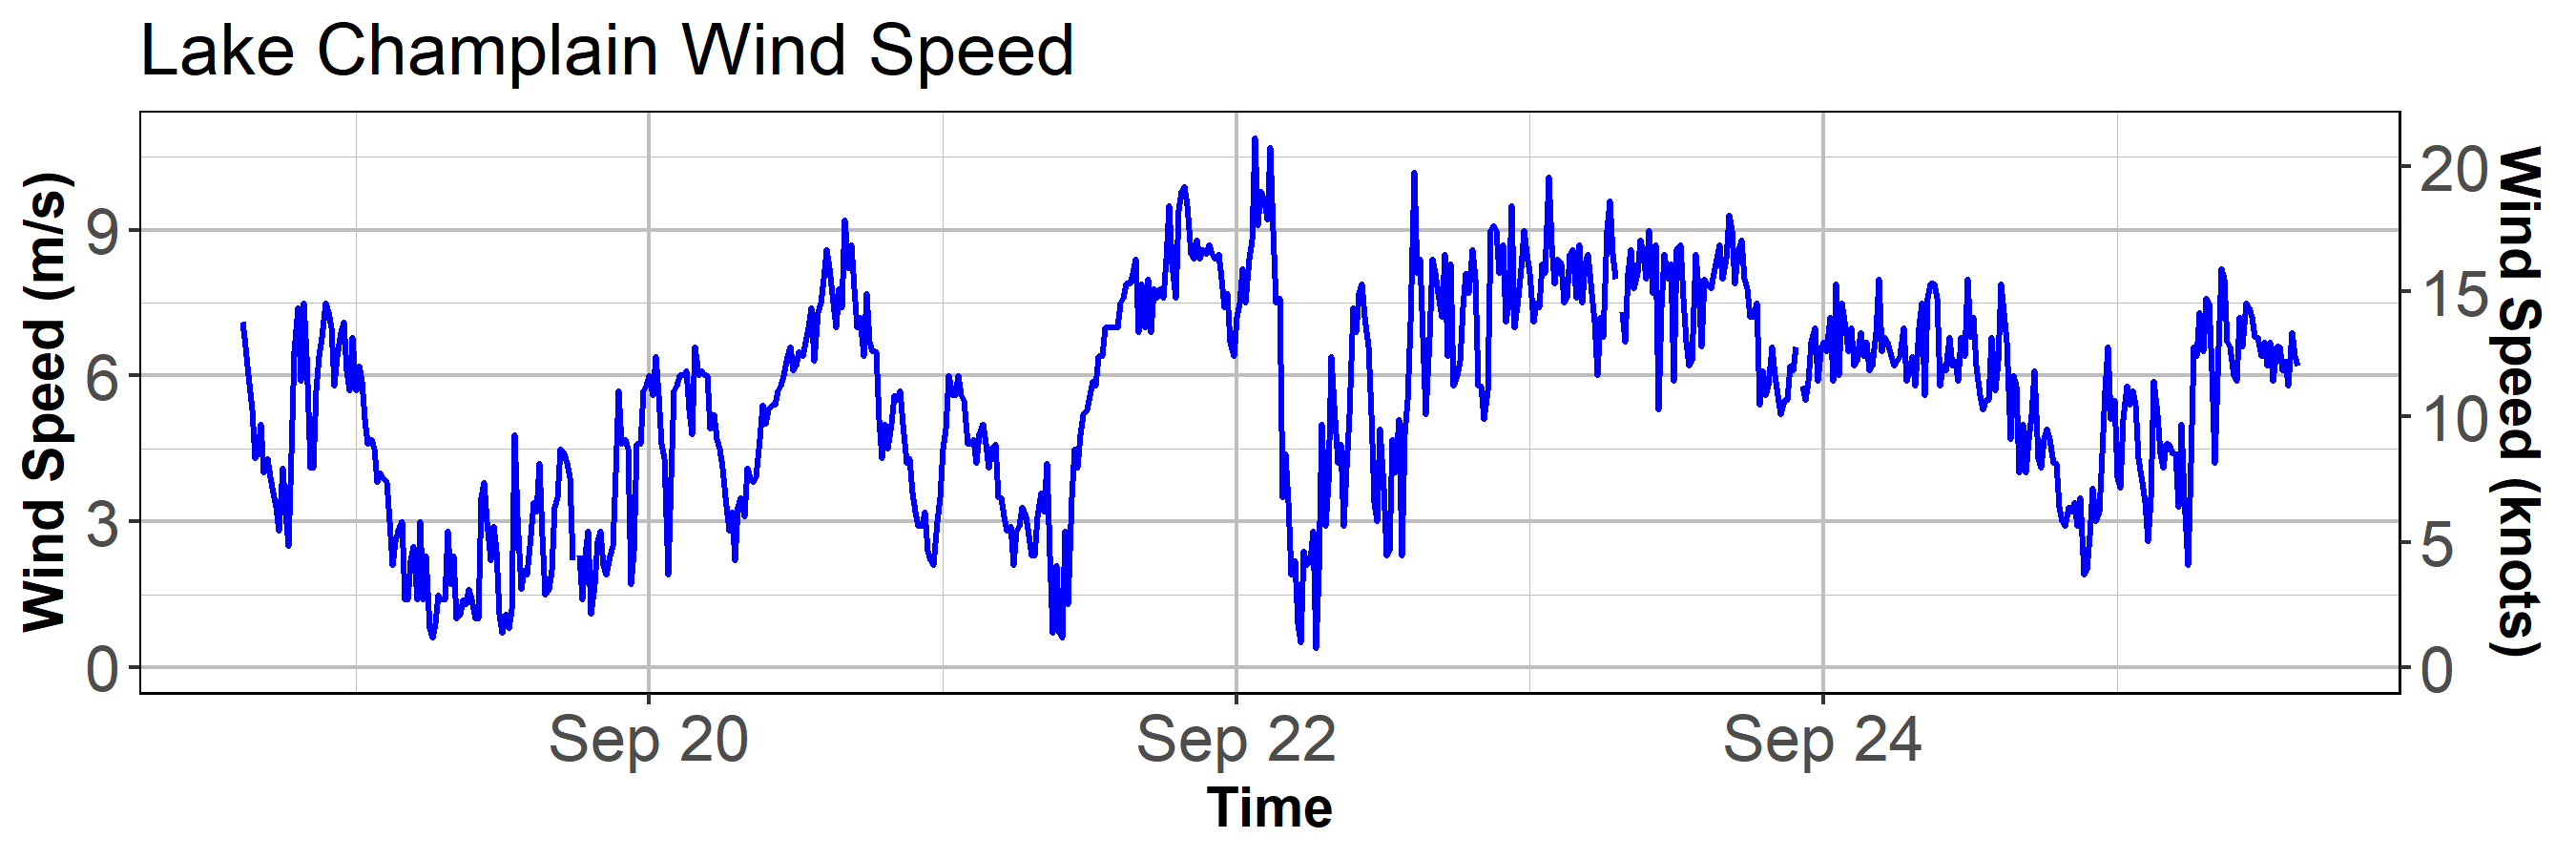 Lake Champlain Wind Speed
Wind Speed (m/s)
9
6
3
0
20
15
10
5
0
Wind Speed (knots)
Sep 20
Sep 22
Sep 24
Time